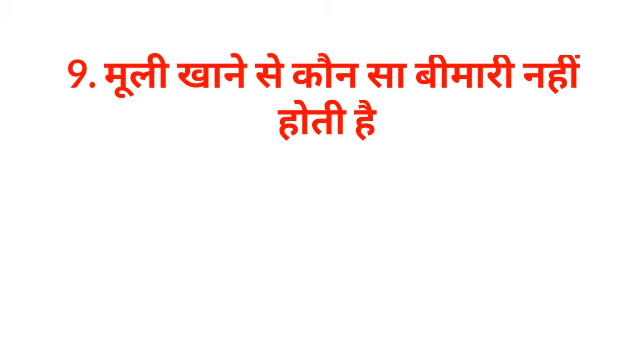 9. मूली खाने से कौन सा बीमारी नहीं
होती है